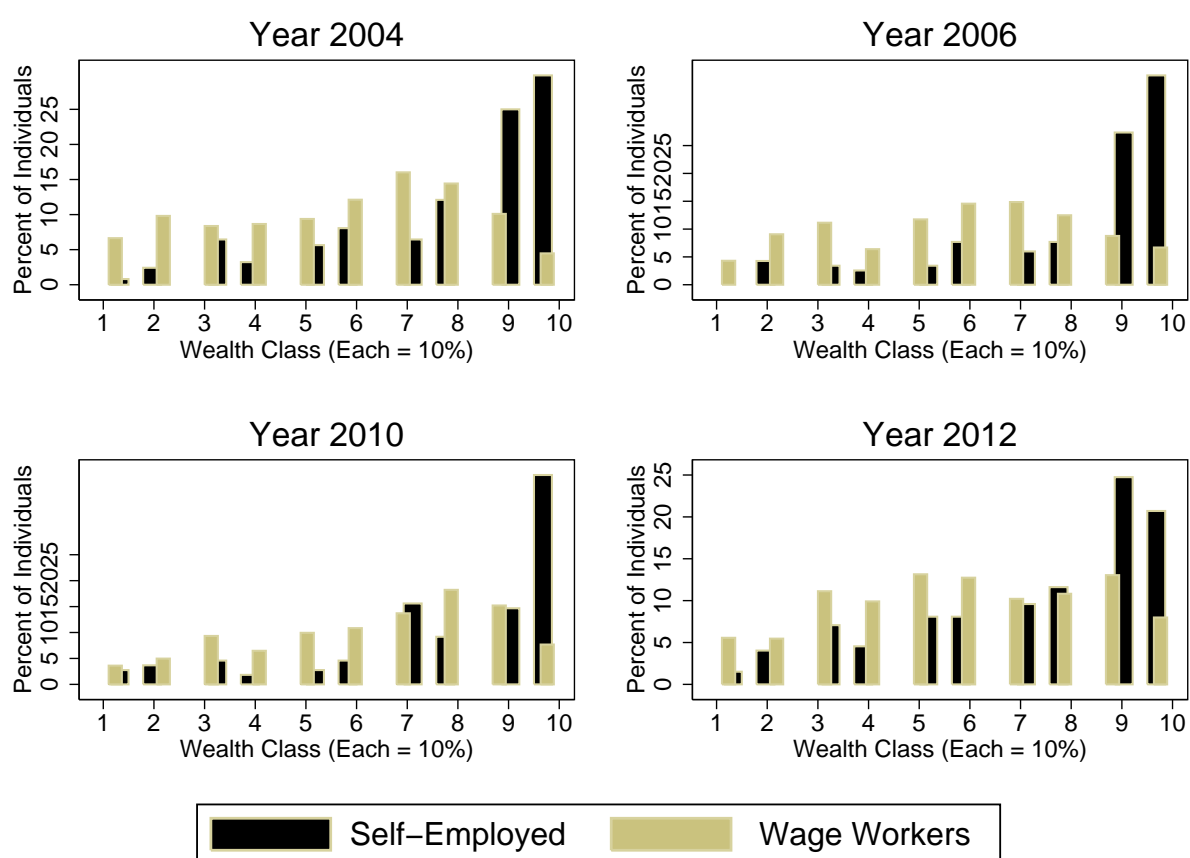 Year 2004
Percent of Individuals
0 5 10 15 20 25
1 2 3 4 5 6 7 8 9 10
Wealth Class (Each = 10%)
Year 2006
Percent of Individuals
0 5 10152025
1 2 3 4 5 6 7 8 9 10
Wealth Class (Each = 10%)
Year 2010
Percent of Individuals
0 5 10152025
1 2 3 4 5 6 7 8 9 10
Wealth Class (Each = 10%)
Year 2012
Percent of Individuals
0 5 10 15 20 25
1 2 3 4 5 6 7 8 9 10
Wealth Class (Each = 10%)
Self−Employed Wage Workers